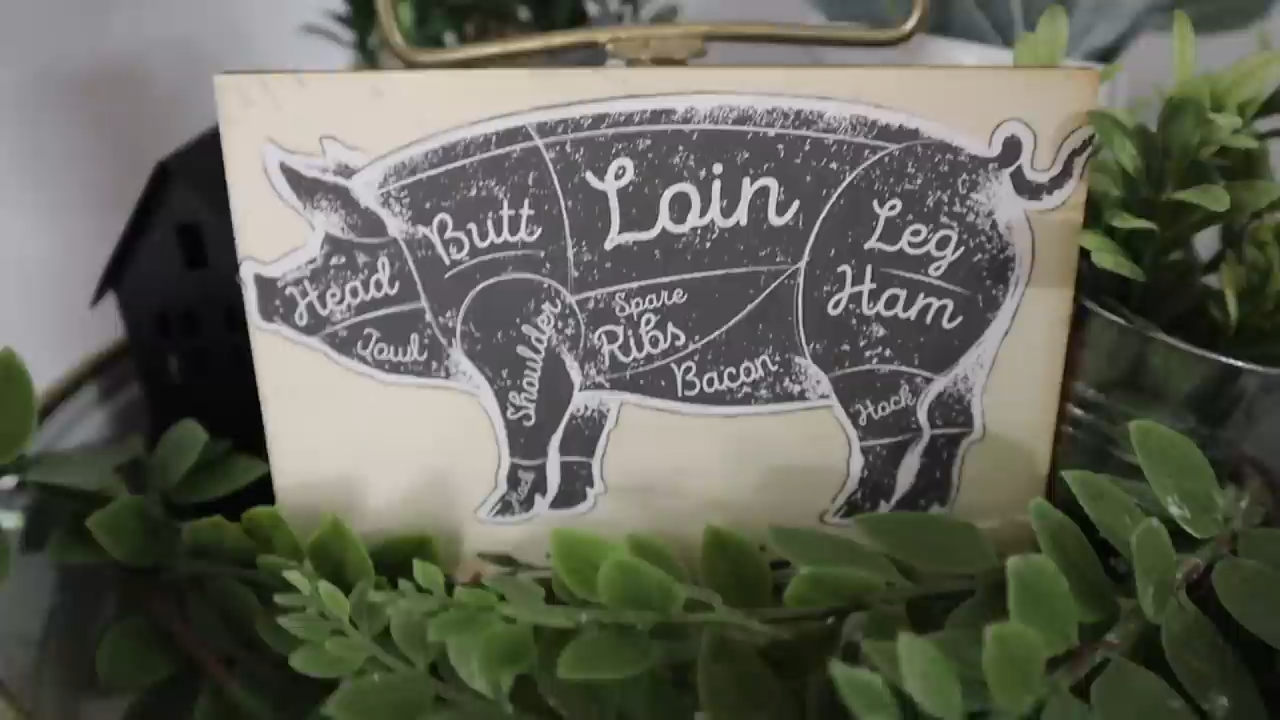 Loin
Butt
Leg
Ham
Head
Jowl
Shoulder
Spare
Ribs
Bacon
Hock